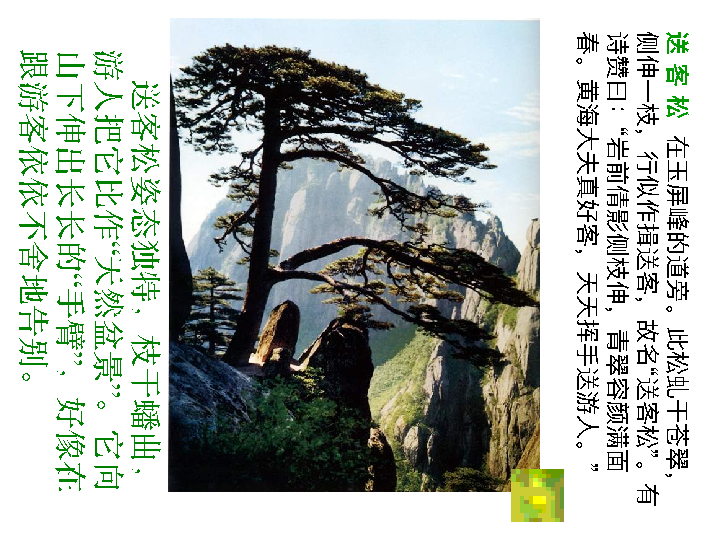 送客松 在玉屏峰的道旁。此松虬干苍翠，
侧伸一枝，行似作揖送客，故名“送客松”。有
诗赞曰：“岩前倩影侧枝伸，青翠容颜满面
春。黄海大夫真好客，天天挥手送游人。”
送客松姿态独特，枝干蟠曲，
游人把它比作“天然盆景”。它向
山下伸出长长的“手臂”，好像在
跟游客依依不舍地告别。